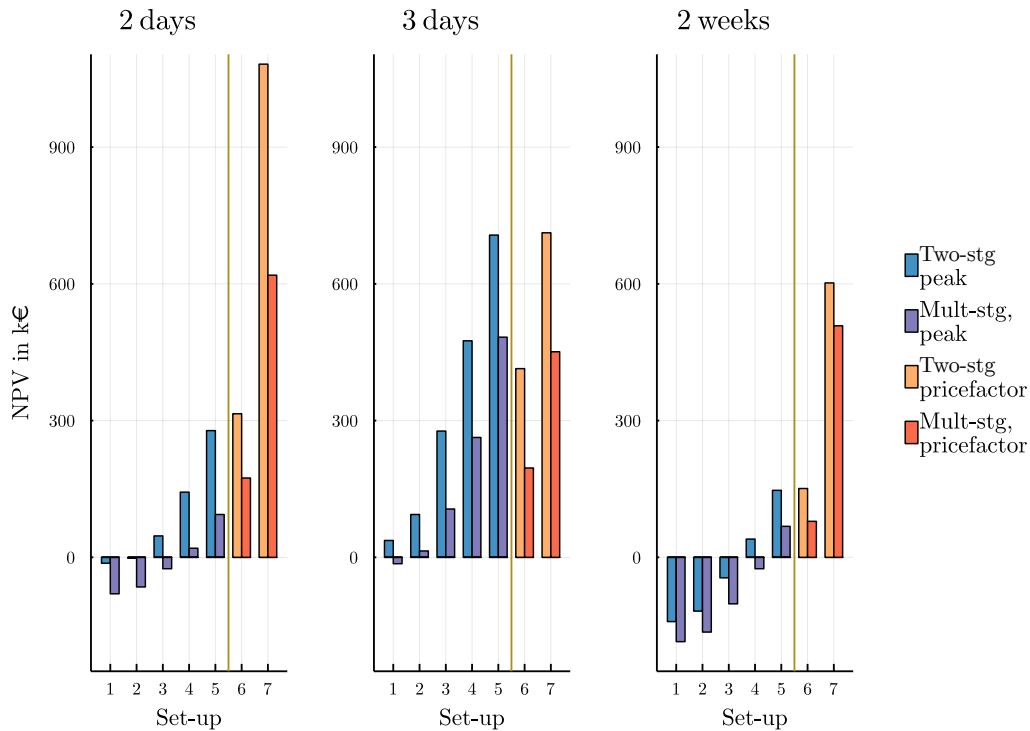 2 days
3 days
2 weeks
NPV in k€
900
600
300
0
1 2 3 4 5 6 7
Set-up
900
600
300
0
1 2 3 4 5 6 7
Set-up
900
600
300
0
1 2 3 4 5 6 7
Set-up
Two-stg
peak
Mult-stg,
peak
Two-stg
pricefactor
Mult-stg,
pricefactor